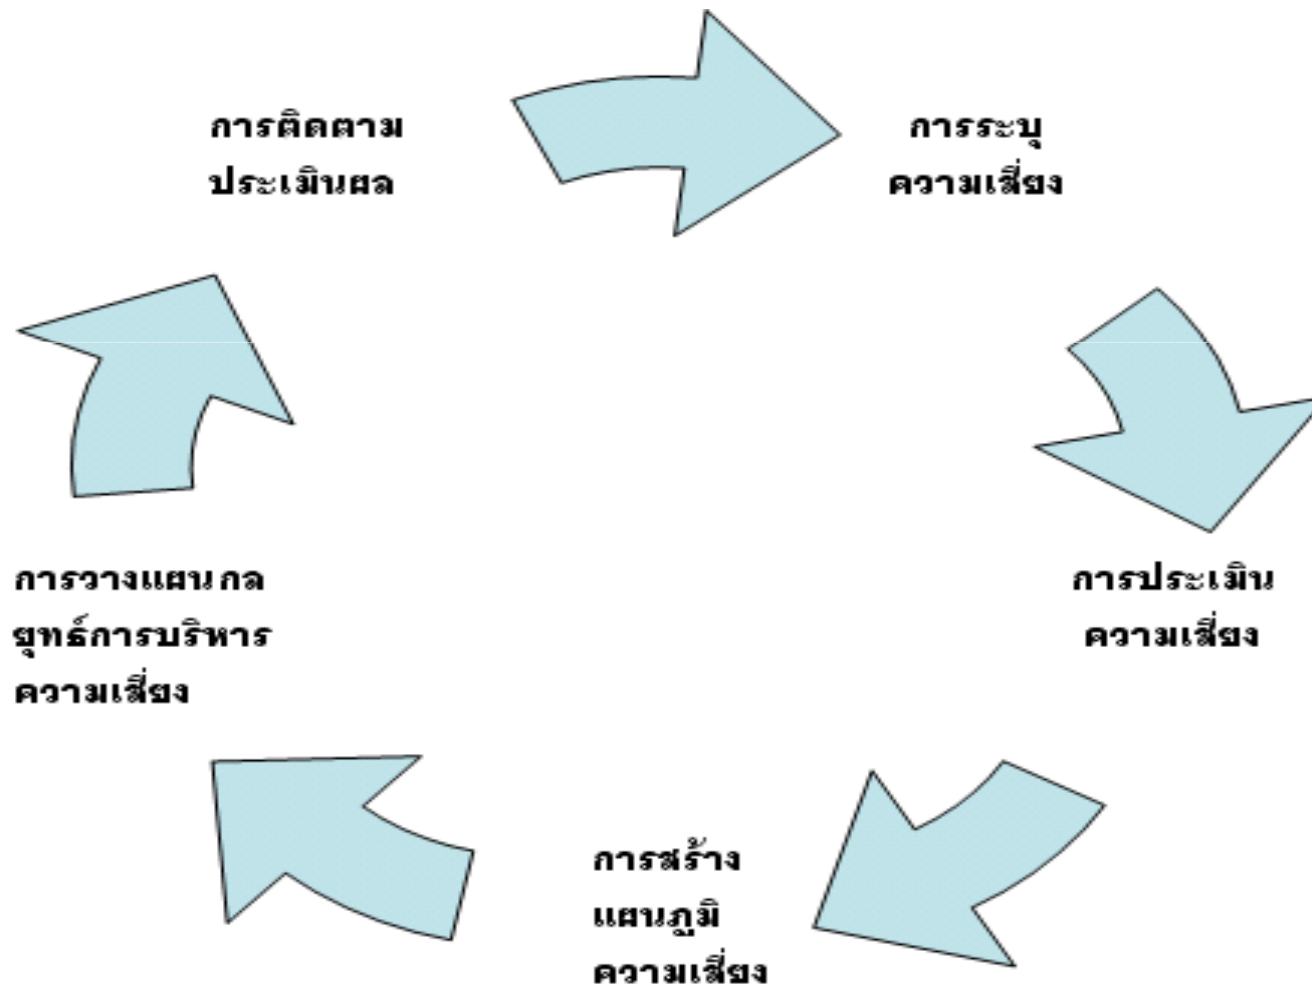 การติดตาม
ประเมินผล
การระบุ
ความเสี่ยง
การประเมิน
ความเสี่ยง
การสร้าง
แผนภูมิ
ความเสี่ยง
การวางแผนกล
ยุทธ์การบริหาร
ความเสี่ยง